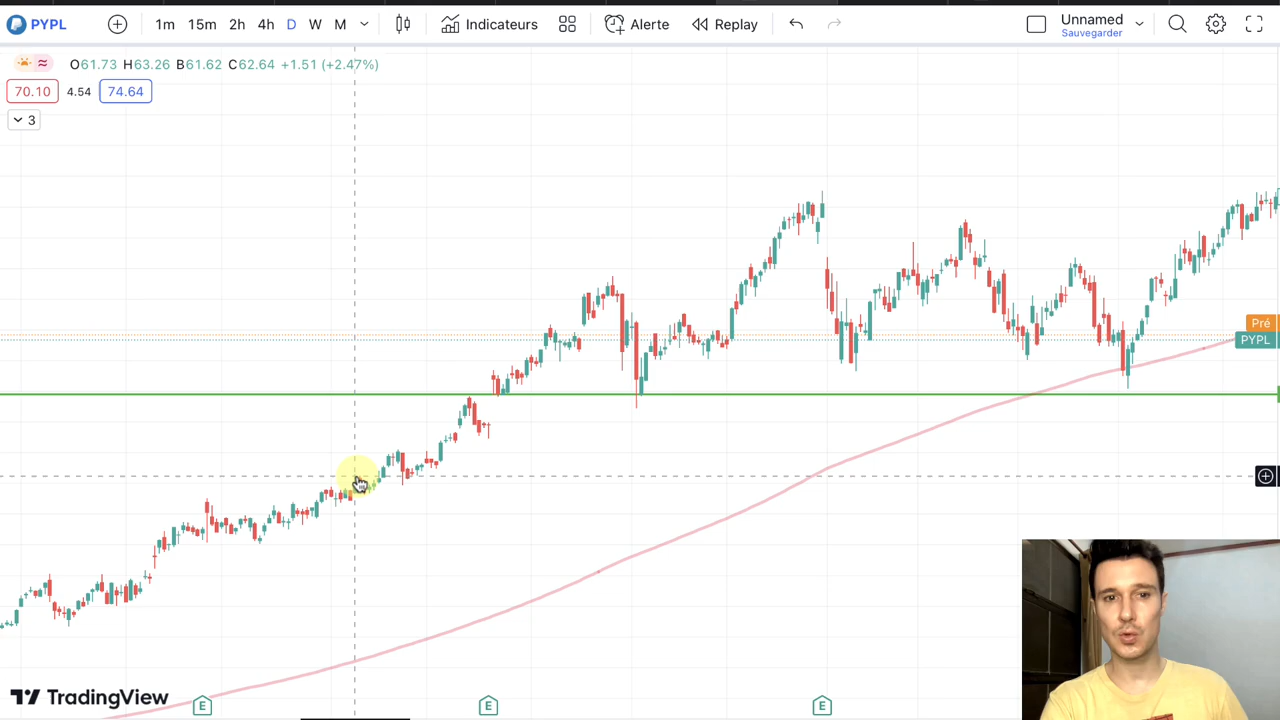 PYPL 1m 15m 2h 4h D W M Indicateurs Alerte Replay Unnamed
Sauvegarder
O61.73 H63.26 B61.62 C62.64 +1.51 (+2.47%)
70.10 4.54 74.64
3
Pré
PYPL
TradingView
E E E